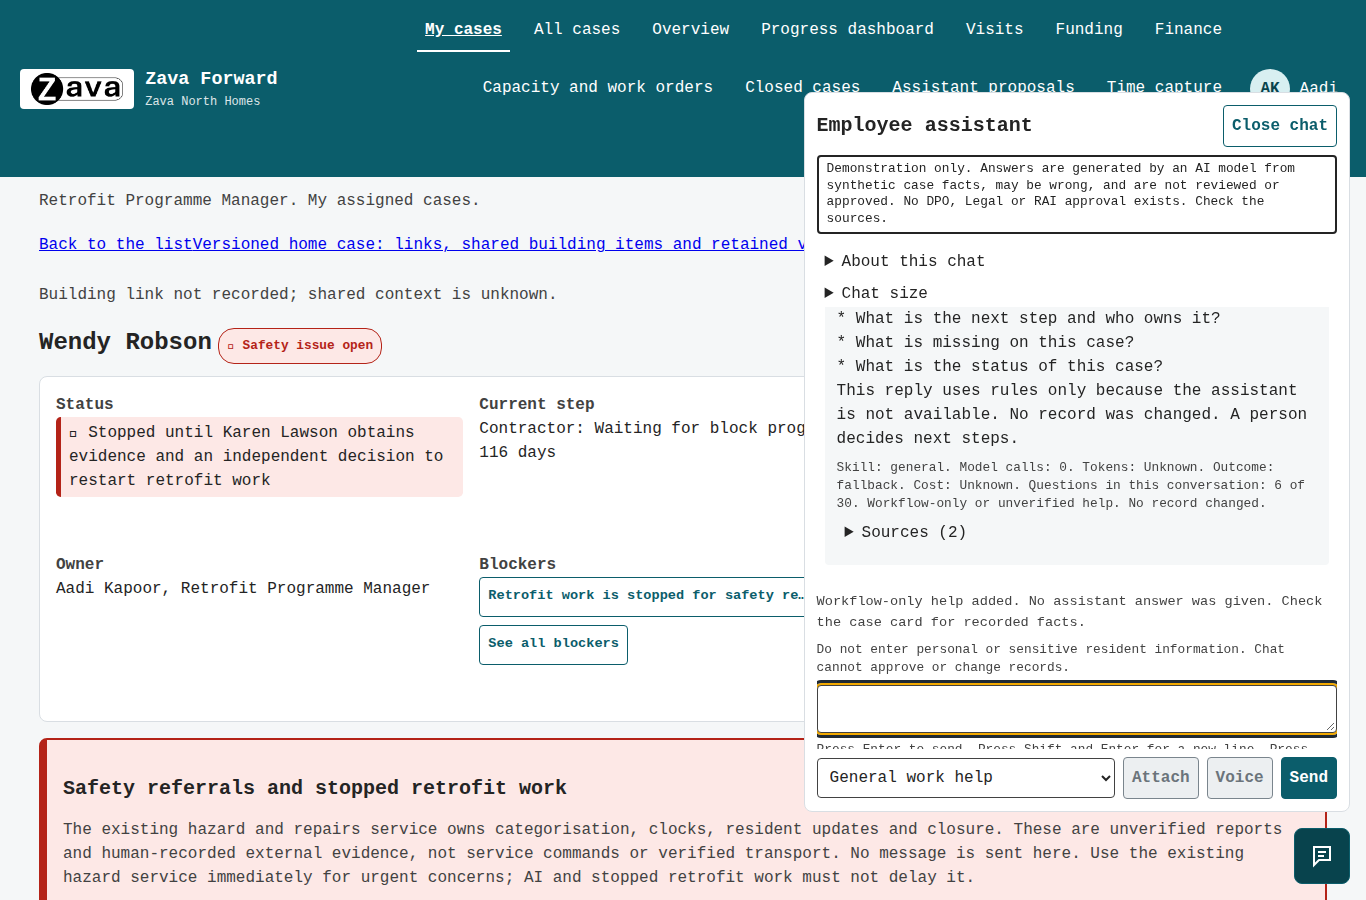 My cases All cases Overview Progress dashboard Visits Funding Finance
Zava
Zava Forward
Zava North Homes
Capacity and work orders Closed cases Assistant proposals Time capture AK Aadi
Retrofit Programme Manager. My assigned cases.
Back to the listVersioned home case: links, shared building items and retained
Building link not recorded; shared context is unknown.
Wendy Robson
Safety issue open
Status
Stopped until Karen Lawson obtains
evidence and an independent decision to
restart retrofit work
Current step
Contractor: Waiting for block prog
116 days
Owner
Aadi Kapoor, Retrofit Programme Manager
Blockers
Retrofit work is stopped for safety re…
See all blockers
Safety referrals and stopped retrofit work
The existing hazard and repairs service owns categorisation, clocks, resident updates and closure. These are unverified reports
and human-recorded external evidence, not service commands or verified transport. No message is sent here. Use the existing
hazard service immediately for urgent concerns; AI and stopped retrofit work must not delay it.
Employee assistant
Close chat
Demonstration only. Answers are generated by an AI model from
synthetic case facts, may be wrong, and are not reviewed or
approved. No DPO, Legal or RAI approval exists. Check the
sources.
About this chat
Chat size
* What is the next step and who owns it?
* What is missing on this case?
* What is the status of this case?
This reply uses rules only because the assistant
is not available. No record was changed. A person
decides next steps.
Skill: general. Model calls: 0. Tokens: Unknown. Outcome:
fallback. Cost: Unknown. Questions in this conversation: 6 of
30. Workflow-only or unverified help. No record changed.
Sources (2)
Workflow-only help added. No assistant answer was given. Check
the case card for recorded facts.
Do not enter personal or sensitive resident information. Chat
cannot approve or change records.
Press Enter to send. Press Shift and Enter for a new line. Press
General work help
Attach
Voice
Send